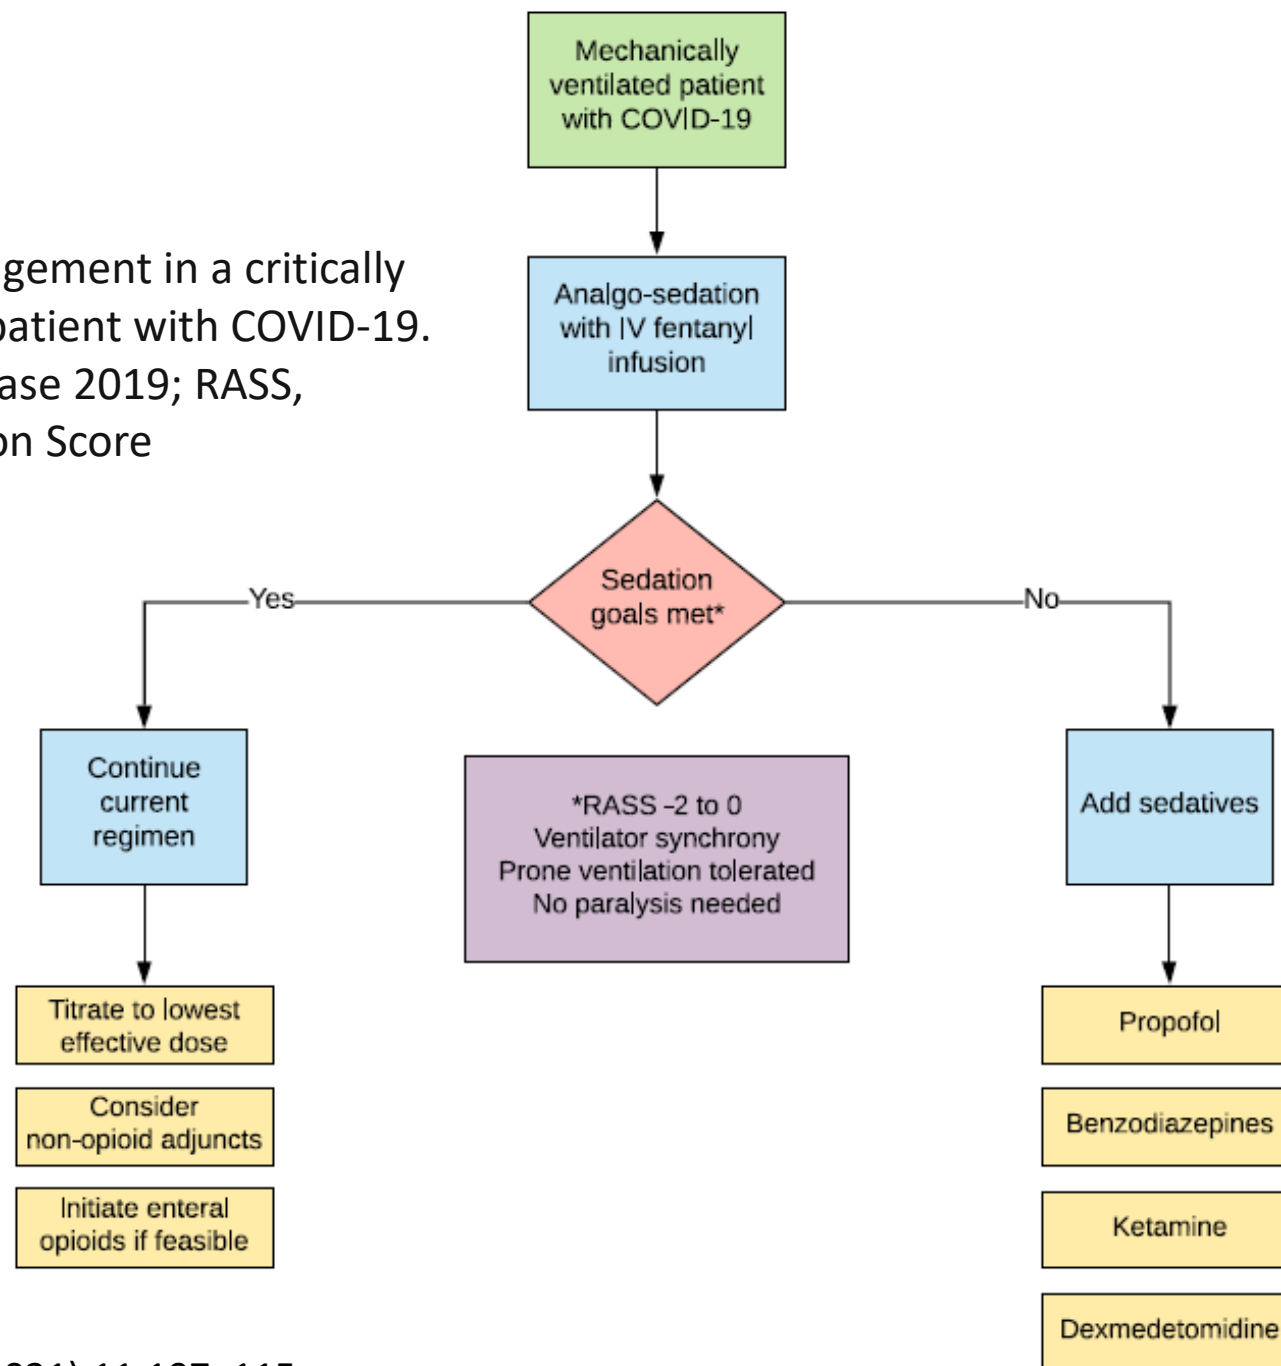 Mechanically
ventilated patient
with COVID-19
gement in a critically
patient with COVID-19.
ase 2019; RASS,
on Score
Analgo-sedation
with IV fentanyl
infusion
Sedation
goals met*
Yes
No
Continue
current
regimen
*RASS -2 to 0
Ventilator synchrony
Prone ventilation tolerated
No paralysis needed
Add sedatives
Titrate to lowest
effective dose
Consider
non-opioid adjuncts
Initiate enteral
opioids if feasible
Propofol
Benzodiazepines
Ketamine
Dexmedetomidine